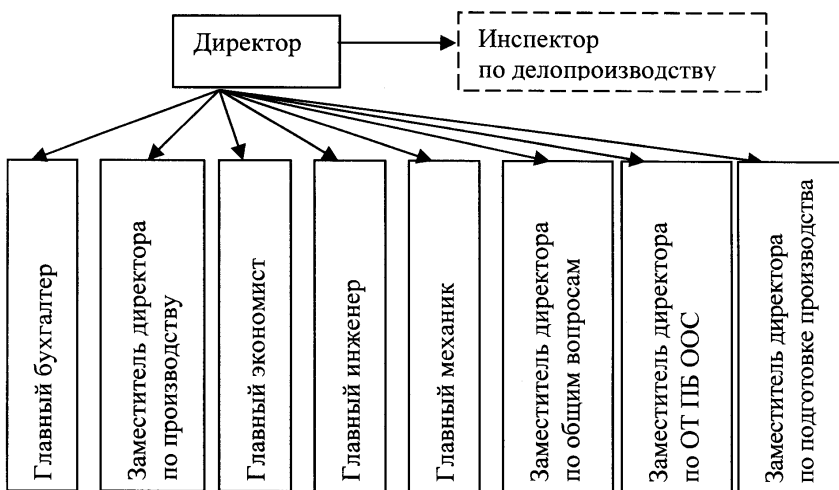 Директор
Инспектор
по делопроизводству
Главный бухгалтер
Заместитель директора
по производству
Главный экономист
Главный инженер
Главный механик
Заместитель директора
по общим вопросам
Заместитель директора
по ОТ ПБ ООС
Заместитель директора
по подготовке производства